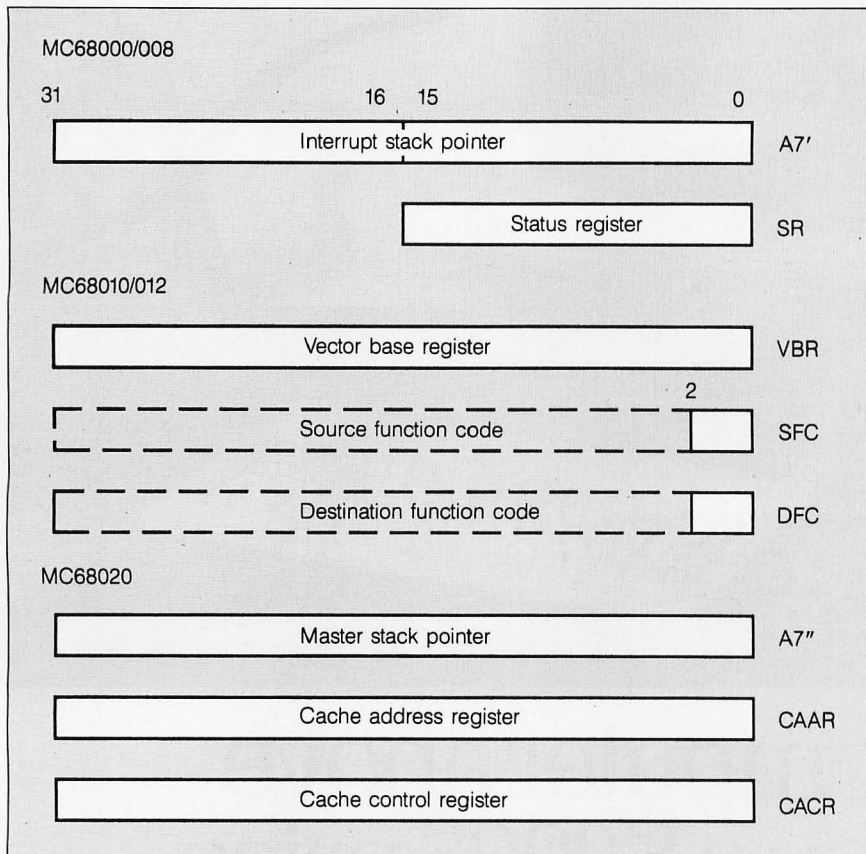 MC68000/008
31 16 15 0
Interrupt stack pointer A7′
Status register SR
MC68010/012
Vector base register VBR
2
Source function code SFC
Destination function code DFC
MC68020
Master stack pointer A7″
Cache address register CAAR
Cache control register CACR